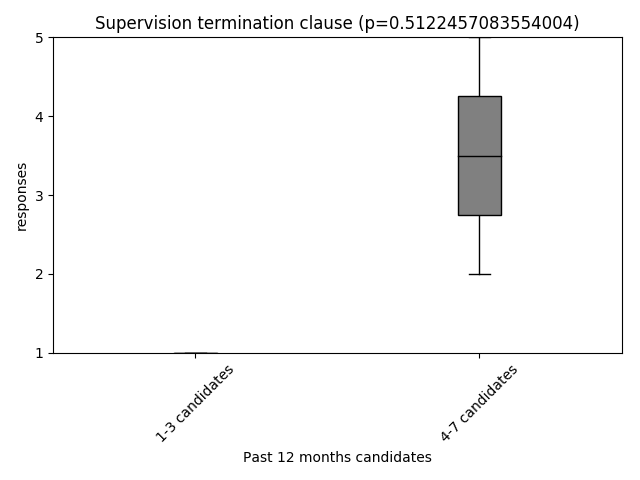 Supervision termination clause (p=0.5122457083554004)
5
4
3
2
1
responses
1-3 candidates
4-7 candidates
Past 12 months candidates